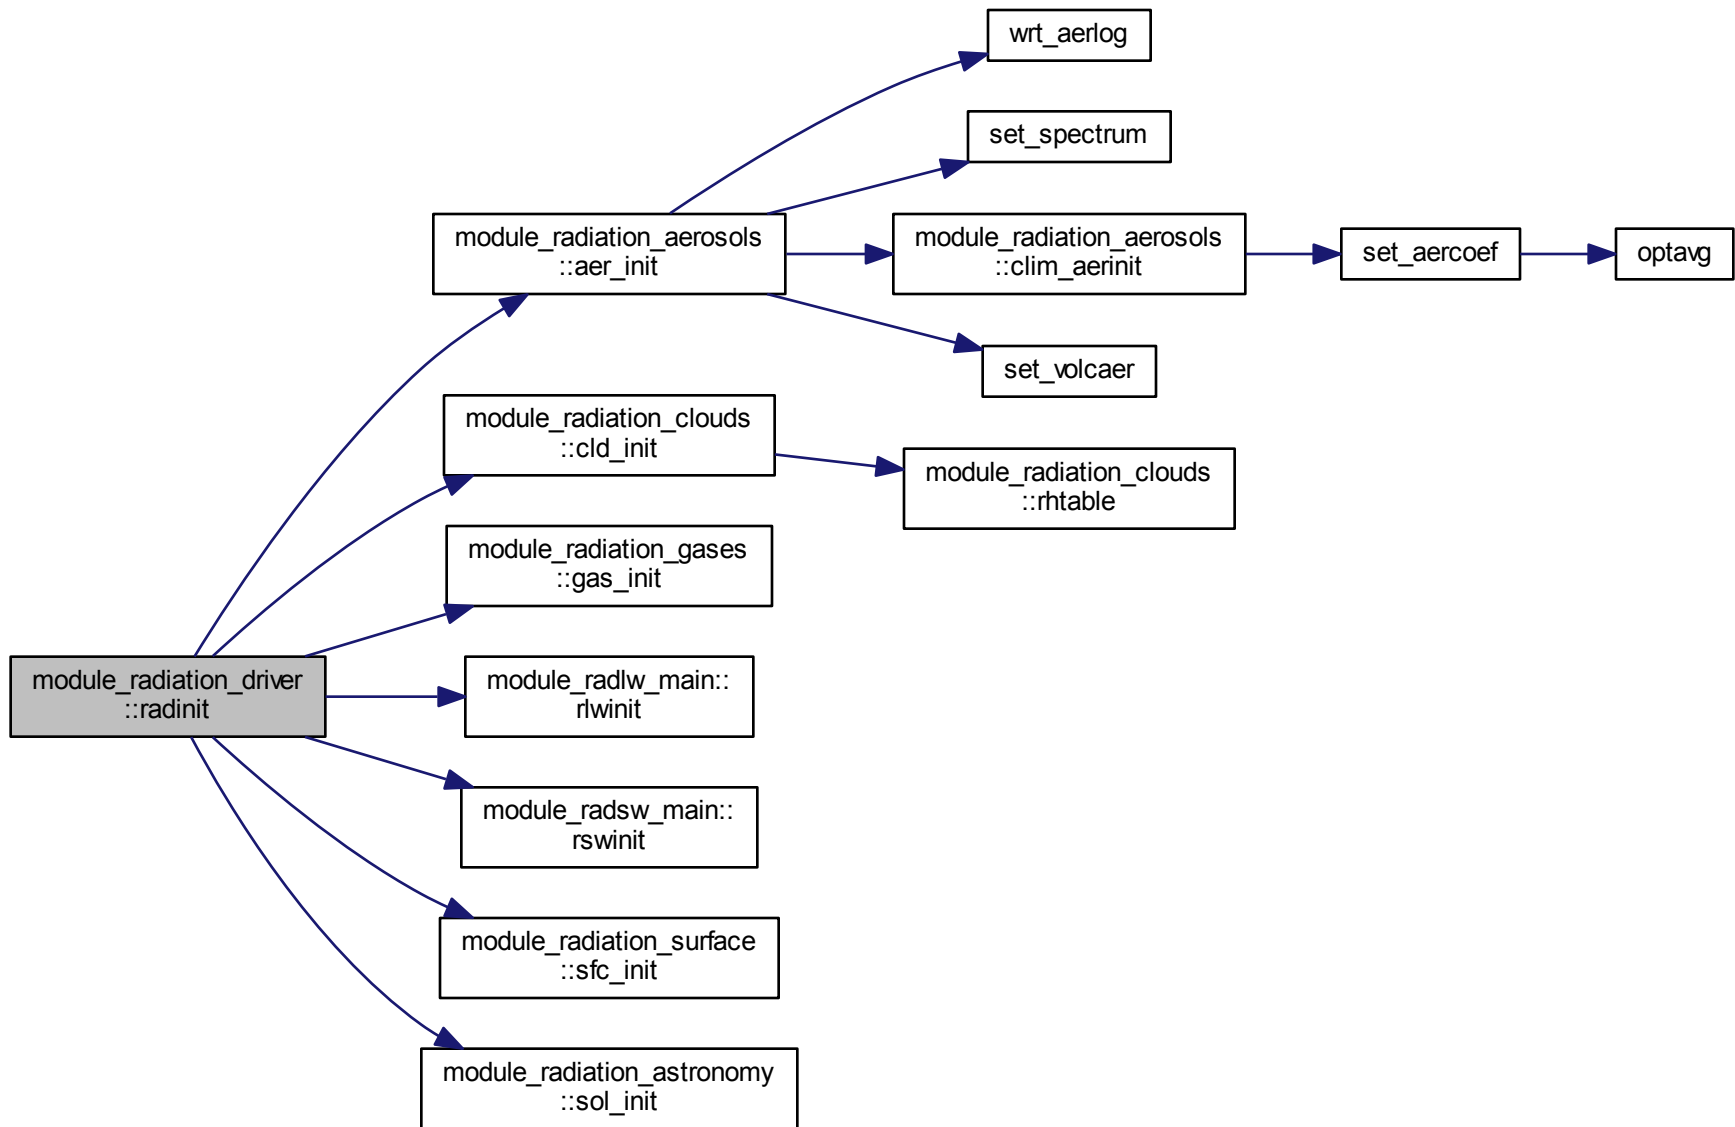 wrt_aerlog
set_spectrum
module_radiation_aerosols
::aer_init
module_radiation_aerosols
::clim_aerinit
set_aercoef
optavg
set_volcaer
module_radiation_clouds
::cld_init
module_radiation_clouds
::rhtable
module_radiation_gases
::gas_init
module_radiation_driver
::radinit
module_radlw_main::
rlwinit
module_radsw_main::
rswinit
module_radiation_surface
::sfc_init
module_radiation_astronomy
::sol_init